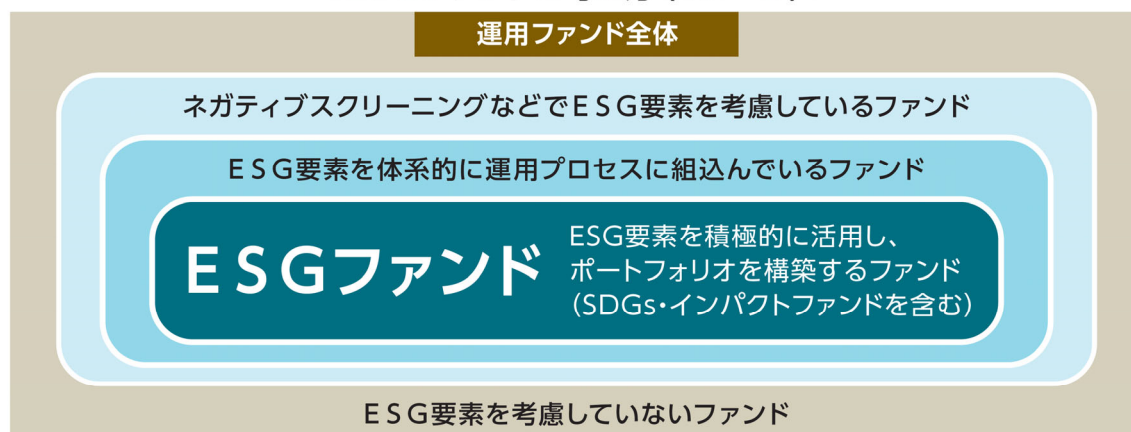 運用ファンド全体
ネガティブスクリーニングなどでESG要素を考慮しているファンド
ESG要素を体系的に運用プロセスに組込んでいるファンド
ESGファンド
ESG要素を積極的に活用し、
ポートフォリオを構築するファンド
(SDGs・インパクトファンドを含む)
ESG要素を考慮していないファンド